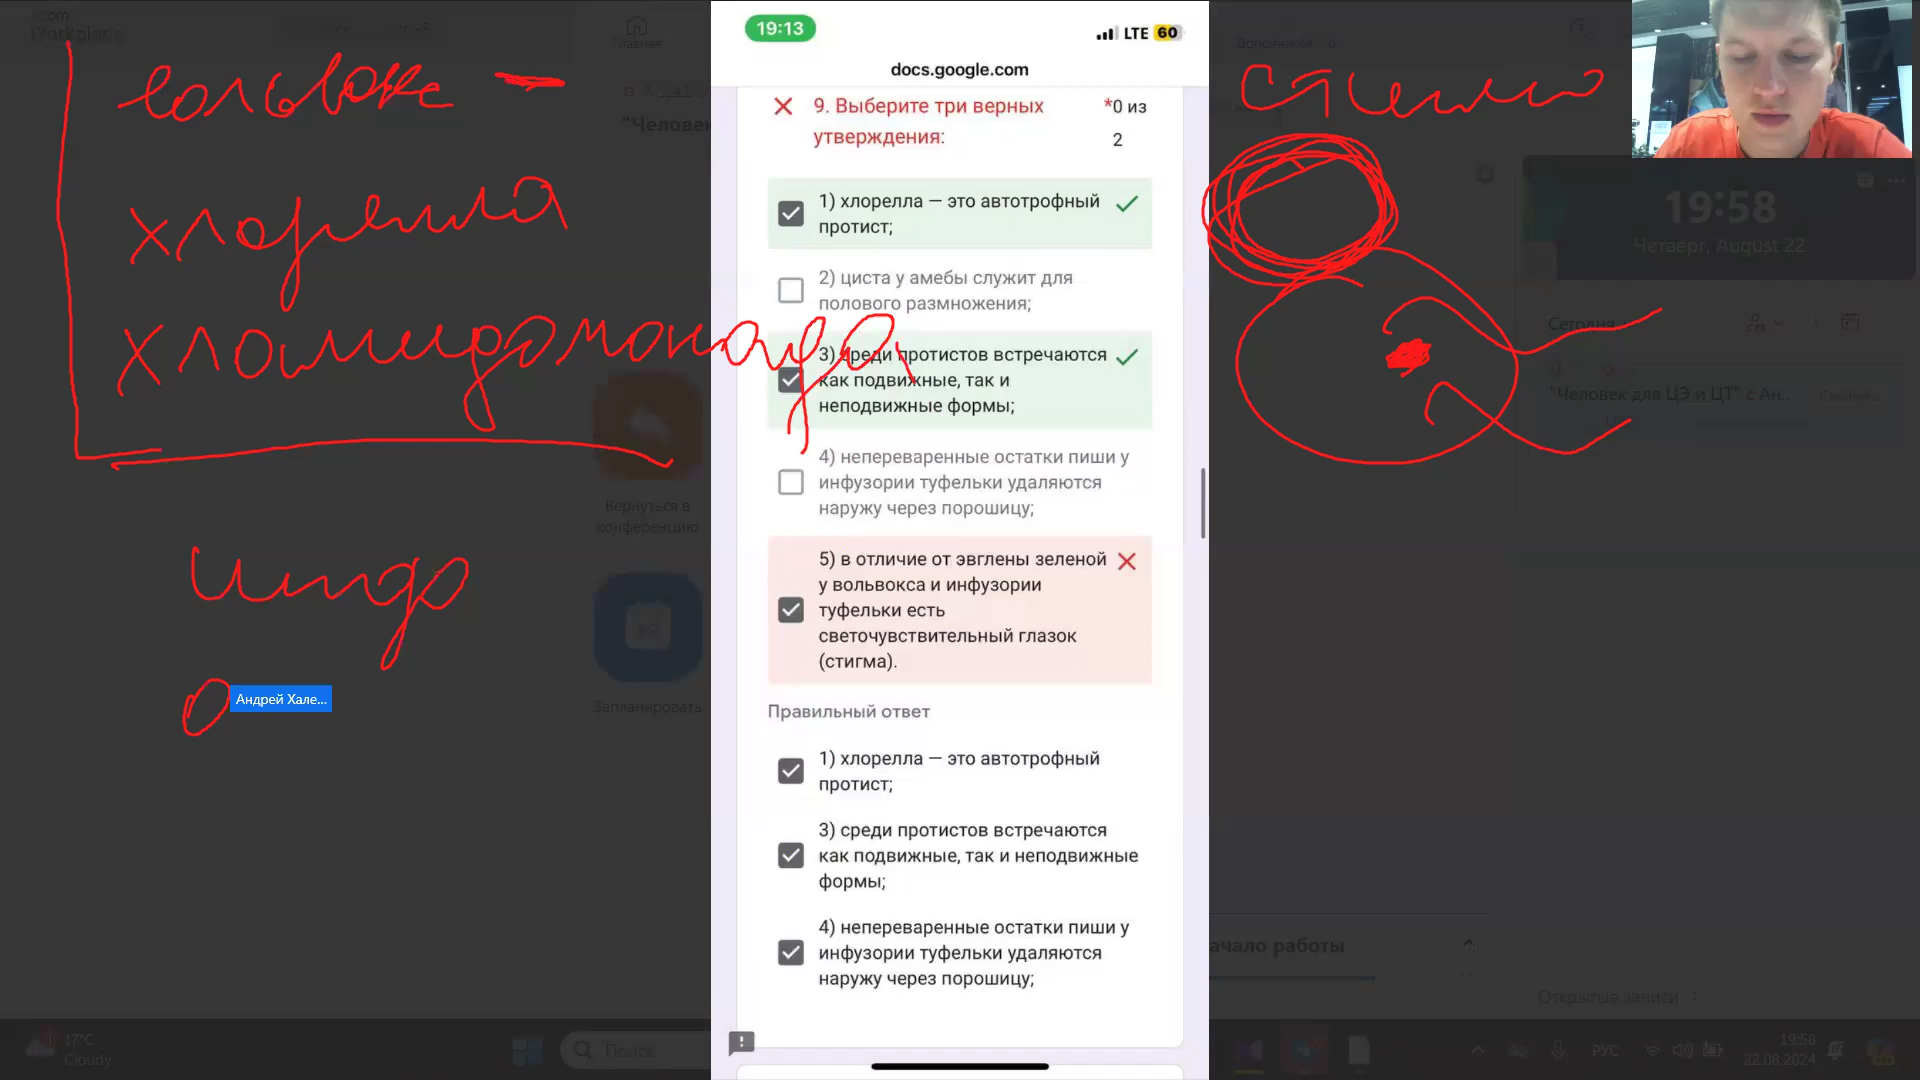 19:13
LTE 60
docs.google.com
9. Выберите три верных утверждения:
*0 из 2
1) хлорелла — это автотрофный
протист;
2) циста у амебы служит для
полового размножения;
3) среди протистов встречаются
как подвижные, так и
неподвижные формы;
4) непереваренные остатки пиши у
инфузории туфельки удаляются
наружу через порошицу;
5) в отличие от эвглены зеленой
у вольвокса и инфузории
туфельки есть
светочувствительный глазок
(стигма).
Правильный ответ
1) хлорелла — это автотрофный
протист;
3) среди протистов встречаются
как подвижные, так и неподвижные
формы;
4) непереваренные остатки пиши у
инфузории туфельки удаляются
наружу через порошицу;
вольвокс –
хлорелла
хламидомонада
Андрей Хале...
Главная
"Человек
Вернуться в
конференцию
Запланировать
19:58
Четверг, August 22
Сегодня
"Человек для ЦЭ и ЦТ" с Ан...
ачало работы
Открытые записи
17°C
Cloudy
Поиск
РУС
19:58
22.08.2024